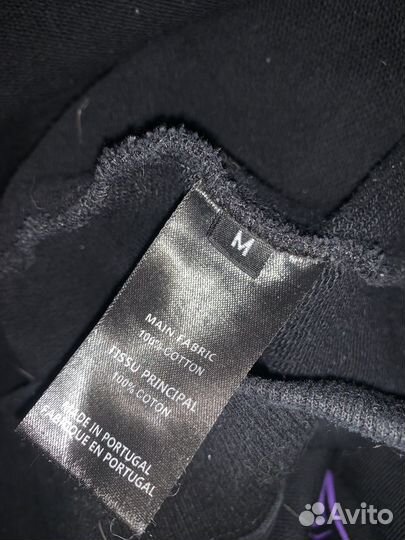 M
MAIN FABRIC
100% COTTON
TISSU PRINCIPAL
100% COTON
MADE IN PORTUGAL
FABRIQUE EN PORTUGAL
Avito